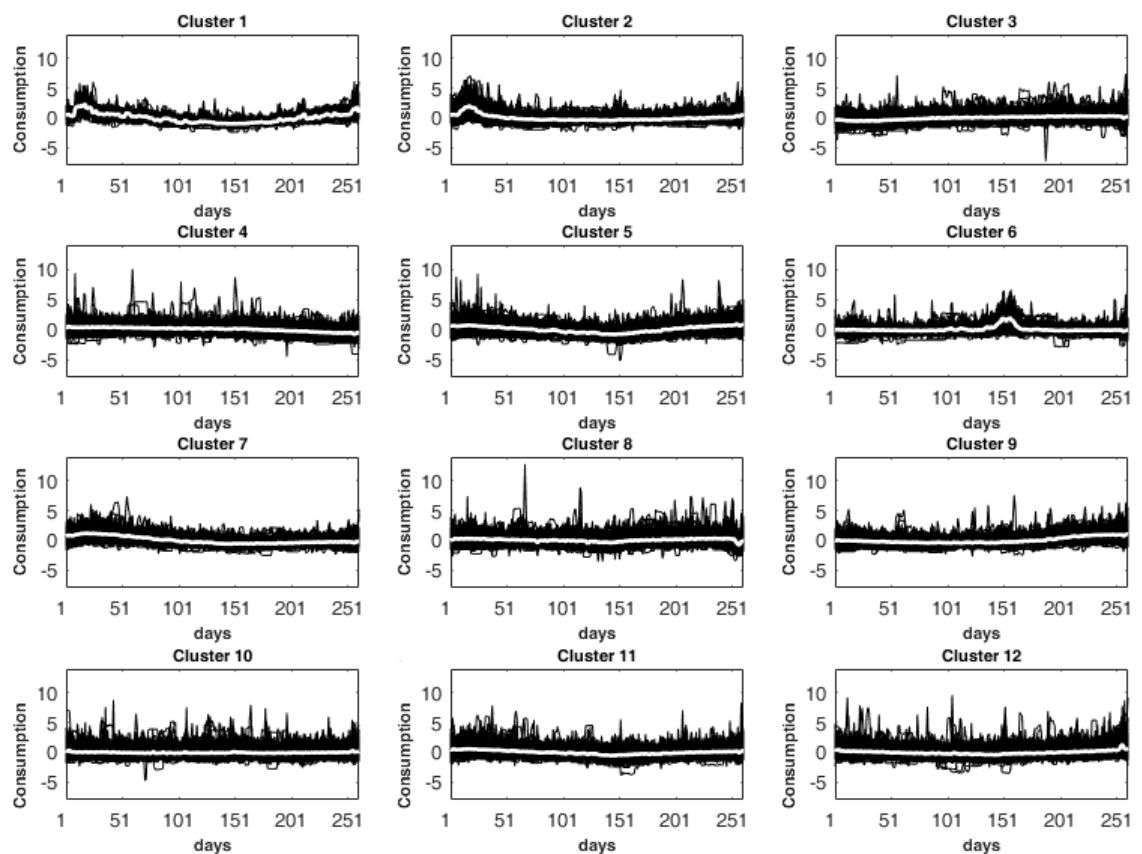 Cluster 1 Cluster 2 Cluster 3
Consumption Consumption Consumption
10 10 10
5 5 5
0 0 0
-5 -5 -5
1 51 101 151 201 251 1 51 101 151 201 251 1 51 101 151 201 251
days days days
Cluster 4 Cluster 5 Cluster 6
Consumption Consumption Consumption
10 10 10
5 5 5
0 0 0
-5 -5 -5
1 51 101 151 201 251 1 51 101 151 201 251 1 51 101 151 201 251
days days days
Cluster 7 Cluster 8 Cluster 9
Consumption Consumption Consumption
10 10 10
5 5 5
0 0 0
-5 -5 -5
1 51 101 151 201 251 1 51 101 151 201 251 1 51 101 151 201 251
days days days
Cluster 10 Cluster 11 Cluster 12
Consumption Consumption Consumption
10 10 10
5 5 5
0 0 0
-5 -5 -5
1 51 101 151 201 251 1 51 101 151 201 251 1 51 101 151 201 251
days days days